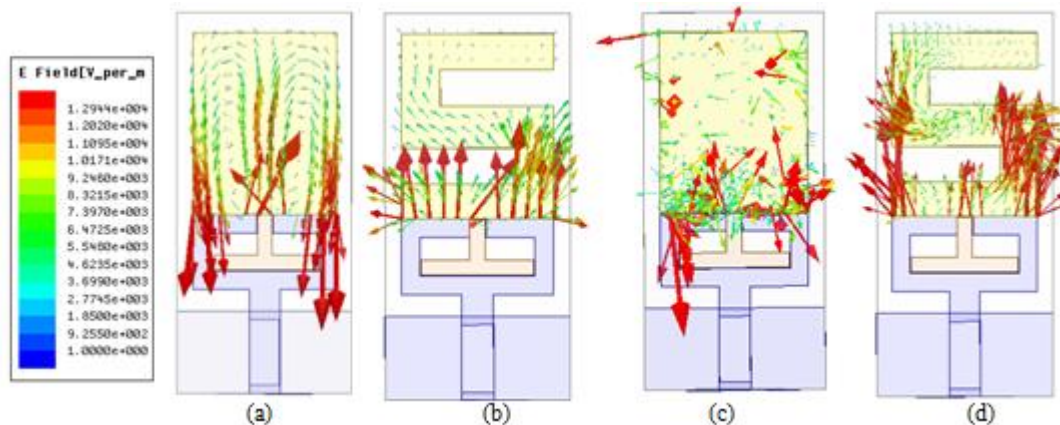 E Field[V_per_m
1.2944e+004
1.2020e+004
1.1095e+004
1.0171e+004
9.2460e+003
8.3215e+003
7.3970e+003
6.4725e+003
5.5480e+003
4.6235e+003
3.6990e+003
2.7745e+003
1.8500e+003
9.2550e+002
1.0000e+000
(a)
(b)
(c)
(d)